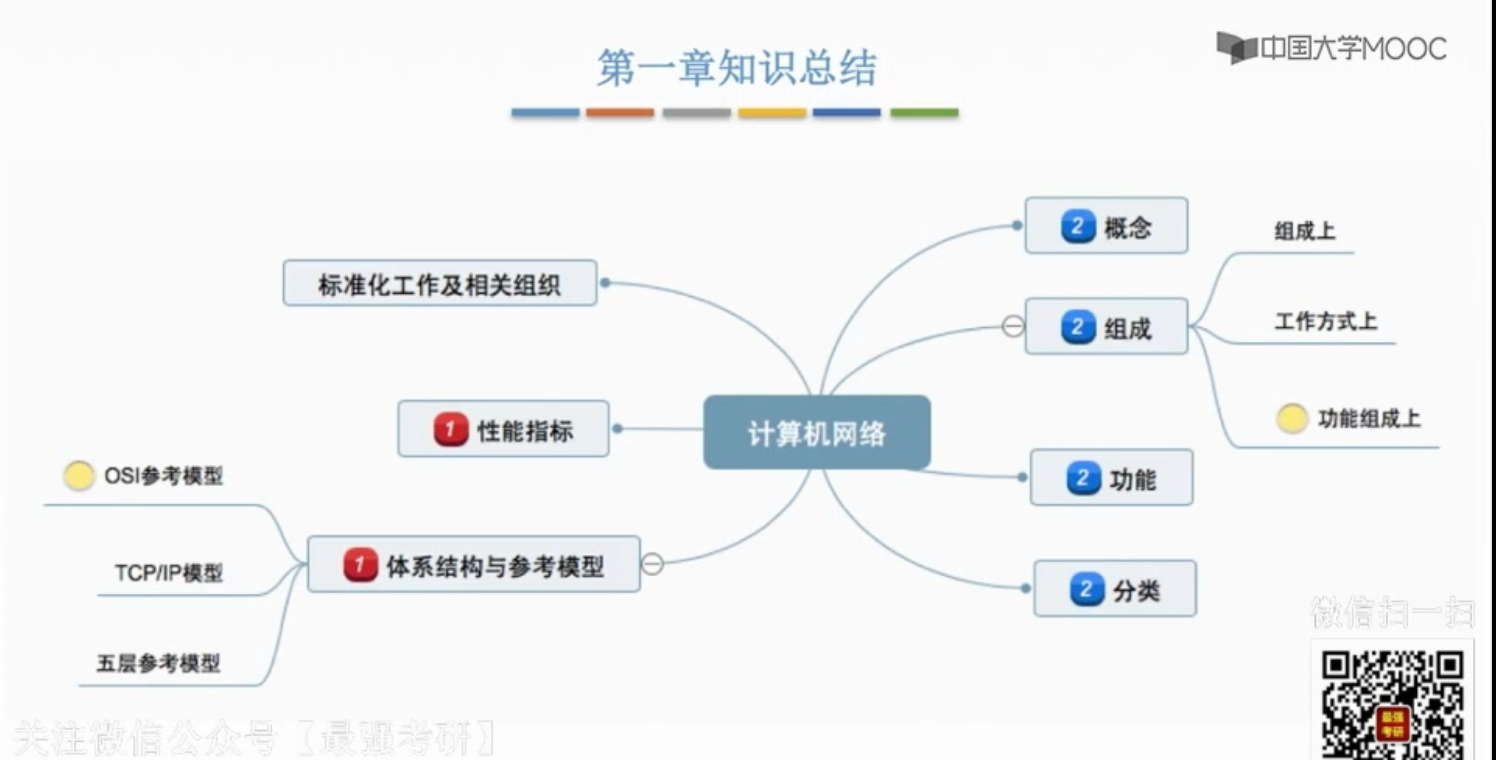 中国大学MOOC
第一章知识总结
2 概念
组成上
标准化工作及相关组织
2 组成
工作方式上
功能组成上
1 性能指标
计算机网络
OSI参考模型
2 功能
1 体系结构与参考模型
TCP/IP模型
2 分类
五层参考模型
微信扫一扫
最强
考研
关注微信公众号【最强考研】